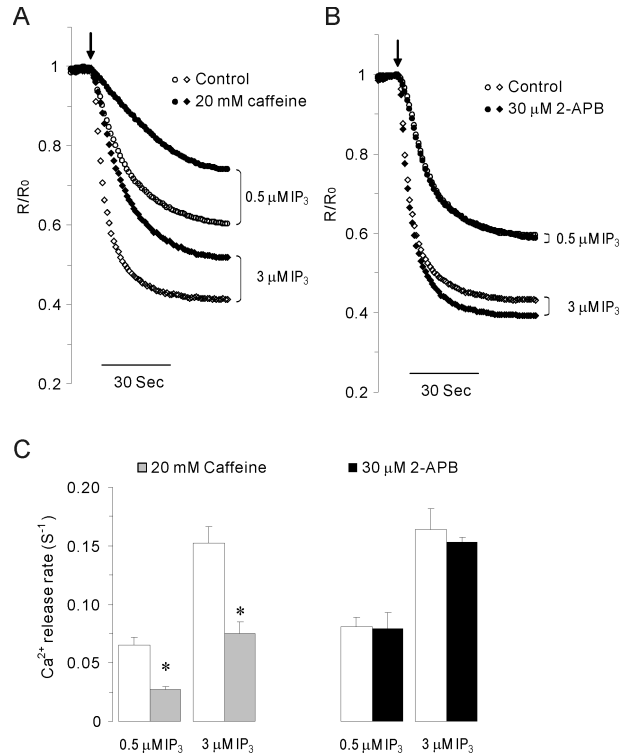 A
1
0.8
0.6
0.4
0.2
R/R0
Control
20 mM caffeine
0.5 μM IP3
3 μM IP3
30 Sec
B
1
0.8
0.6
0.4
0.2
R/R0
Control
30 μM 2-APB
0.5 μM IP3
3 μM IP3
30 Sec
C
20 mM Caffeine
30 μM 2-APB
0.20
0.15
0.10
0.05
0
Ca2+ release rate (S-1)
*
*
0.5 μM IP3
3 μM IP3
0.5 μM IP3
3 μM IP3